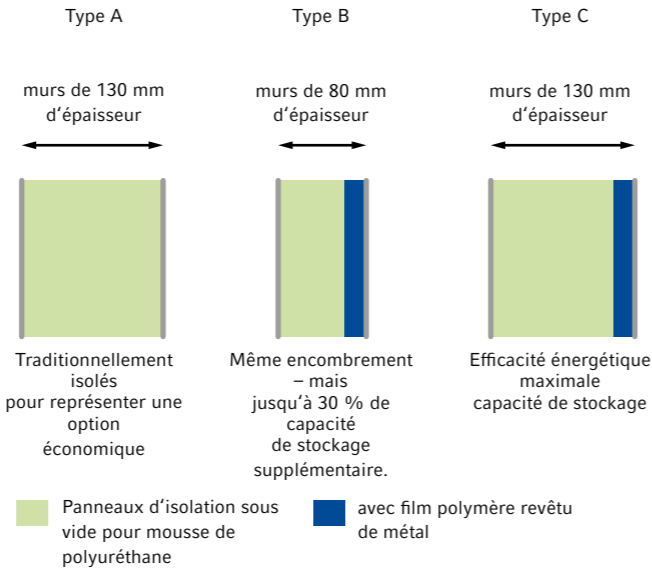 Type A
Type B
Type C
murs de 130 mm
d‘épaisseur
murs de 80 mm
d‘épaisseur
murs de 130 mm
d‘épaisseur
Traditionnellement
isolés
pour représenter une
option
économique
Même encombrement
– mais
jusqu‘à 30 % de
capacité
de stockage
supplémentaire.
Efficacité énergétique
maximale
capacité de stockage
Panneaux d‘isolation sous
vide pour mousse de
polyuréthane
avec film polymère revêtu
de métal